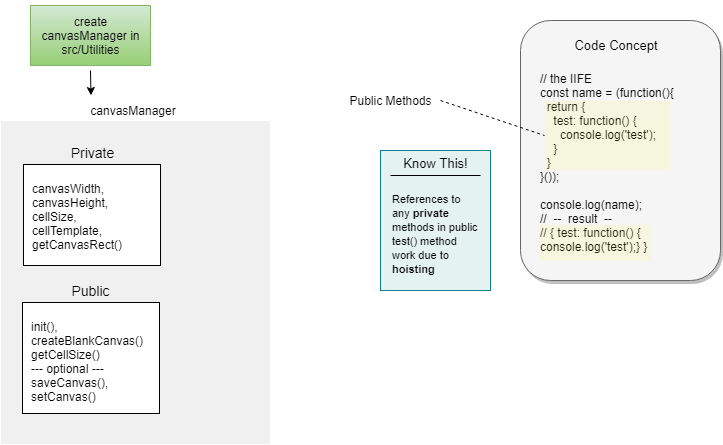 create
canvasManager in
src/Utilities
canvasManager
Private
canvasWidth,
canvasHeight,
cellSize,
cellTemplate,
getCanvasRect()
Public
init(),
createBlankCanvas()
getCellSize()
--- optional ---
saveCanvas(),
setCanvas()
Public Methods
Know This!
References to
any private
methods in public
test() method
work due to
hoisting
Code Concept
// the IIFE
const name = (function(){
return {
test: function() {
console.log('test');
}
}
}());
console.log(name);
// -- result --
// { test: function() {
console.log('test');} }